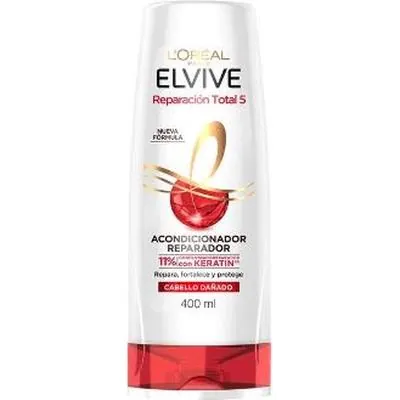 L'ORÉAL
PARIS
ELVIVE
Reparación Total 5
NUEVA
FÓRMULA
ACONDICIONADOR
REPARADOR
11%
con KERATIN
Repara, fortalece y protege
CABELLO DAÑADO
400 ml